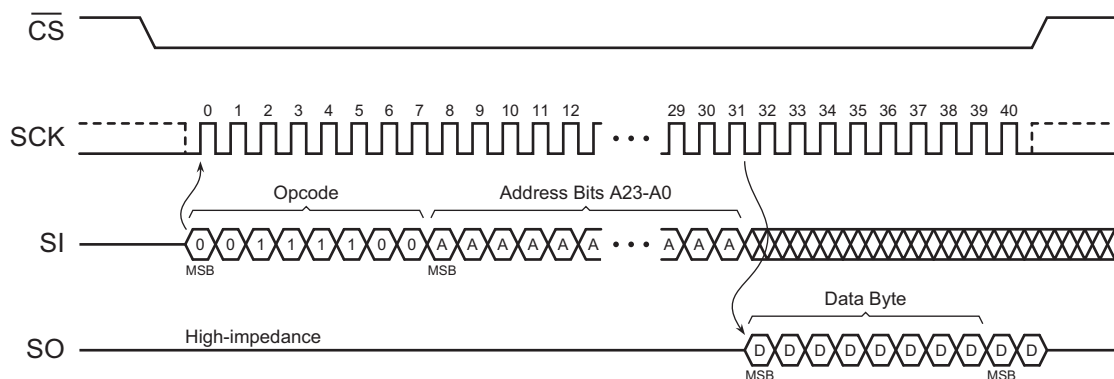 CS
0 1 2 3 4 5 6 7 8 9 10 11 12 29 30 31 32 33 34 35 36 37 38 39 40
SCK
Opcode Address Bits A23-A0
SI 0 0 1 1 1 1 0 0 A A A A A A A A A
MSB MSB
Data Byte
High-impedance
SO D D D D D D D D D D
MSB MSB